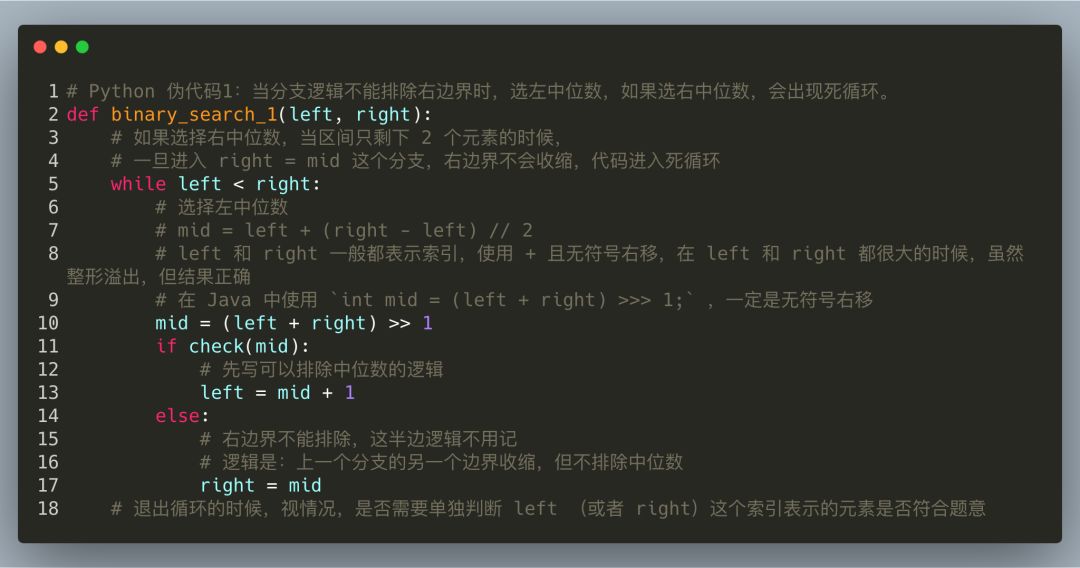 1 # Python 伪代码1：当分支逻辑不能排除右边界时，选左中位数，如果选右中位数，会出现死循环。
2 def binary_search_1(left, right):
3     # 如果选择右中位数，当区间只剩下 2 个元素的时候，
4     # 一旦进入 right = mid 这个分支，右边界不会收缩，代码进入死循环
5     while left < right:
6         # 选择左中位数
7         # mid = left + (right - left) // 2
8         # left 和 right 一般都表示索引，使用 + 且无符号右移，在 left 和 right 都很大的时候，虽然
整形溢出，但结果正确
9         # 在 Java 中使用 `int mid = (left + right) >>> 1;` ，一定是无符号右移
10         mid = (left + right) >> 1
11         if check(mid):
12             # 先写可以排除中位数的逻辑
13             left = mid + 1
14         else:
15             # 右边界不能排除，这半边逻辑不用记
16             # 逻辑是：上一个分支的另一个边界收缩，但不排除中位数
17             right = mid
18     # 退出循环的时候，视情况，是否需要单独判断 left （或者 right）这个索引表示的元素是否符合题意